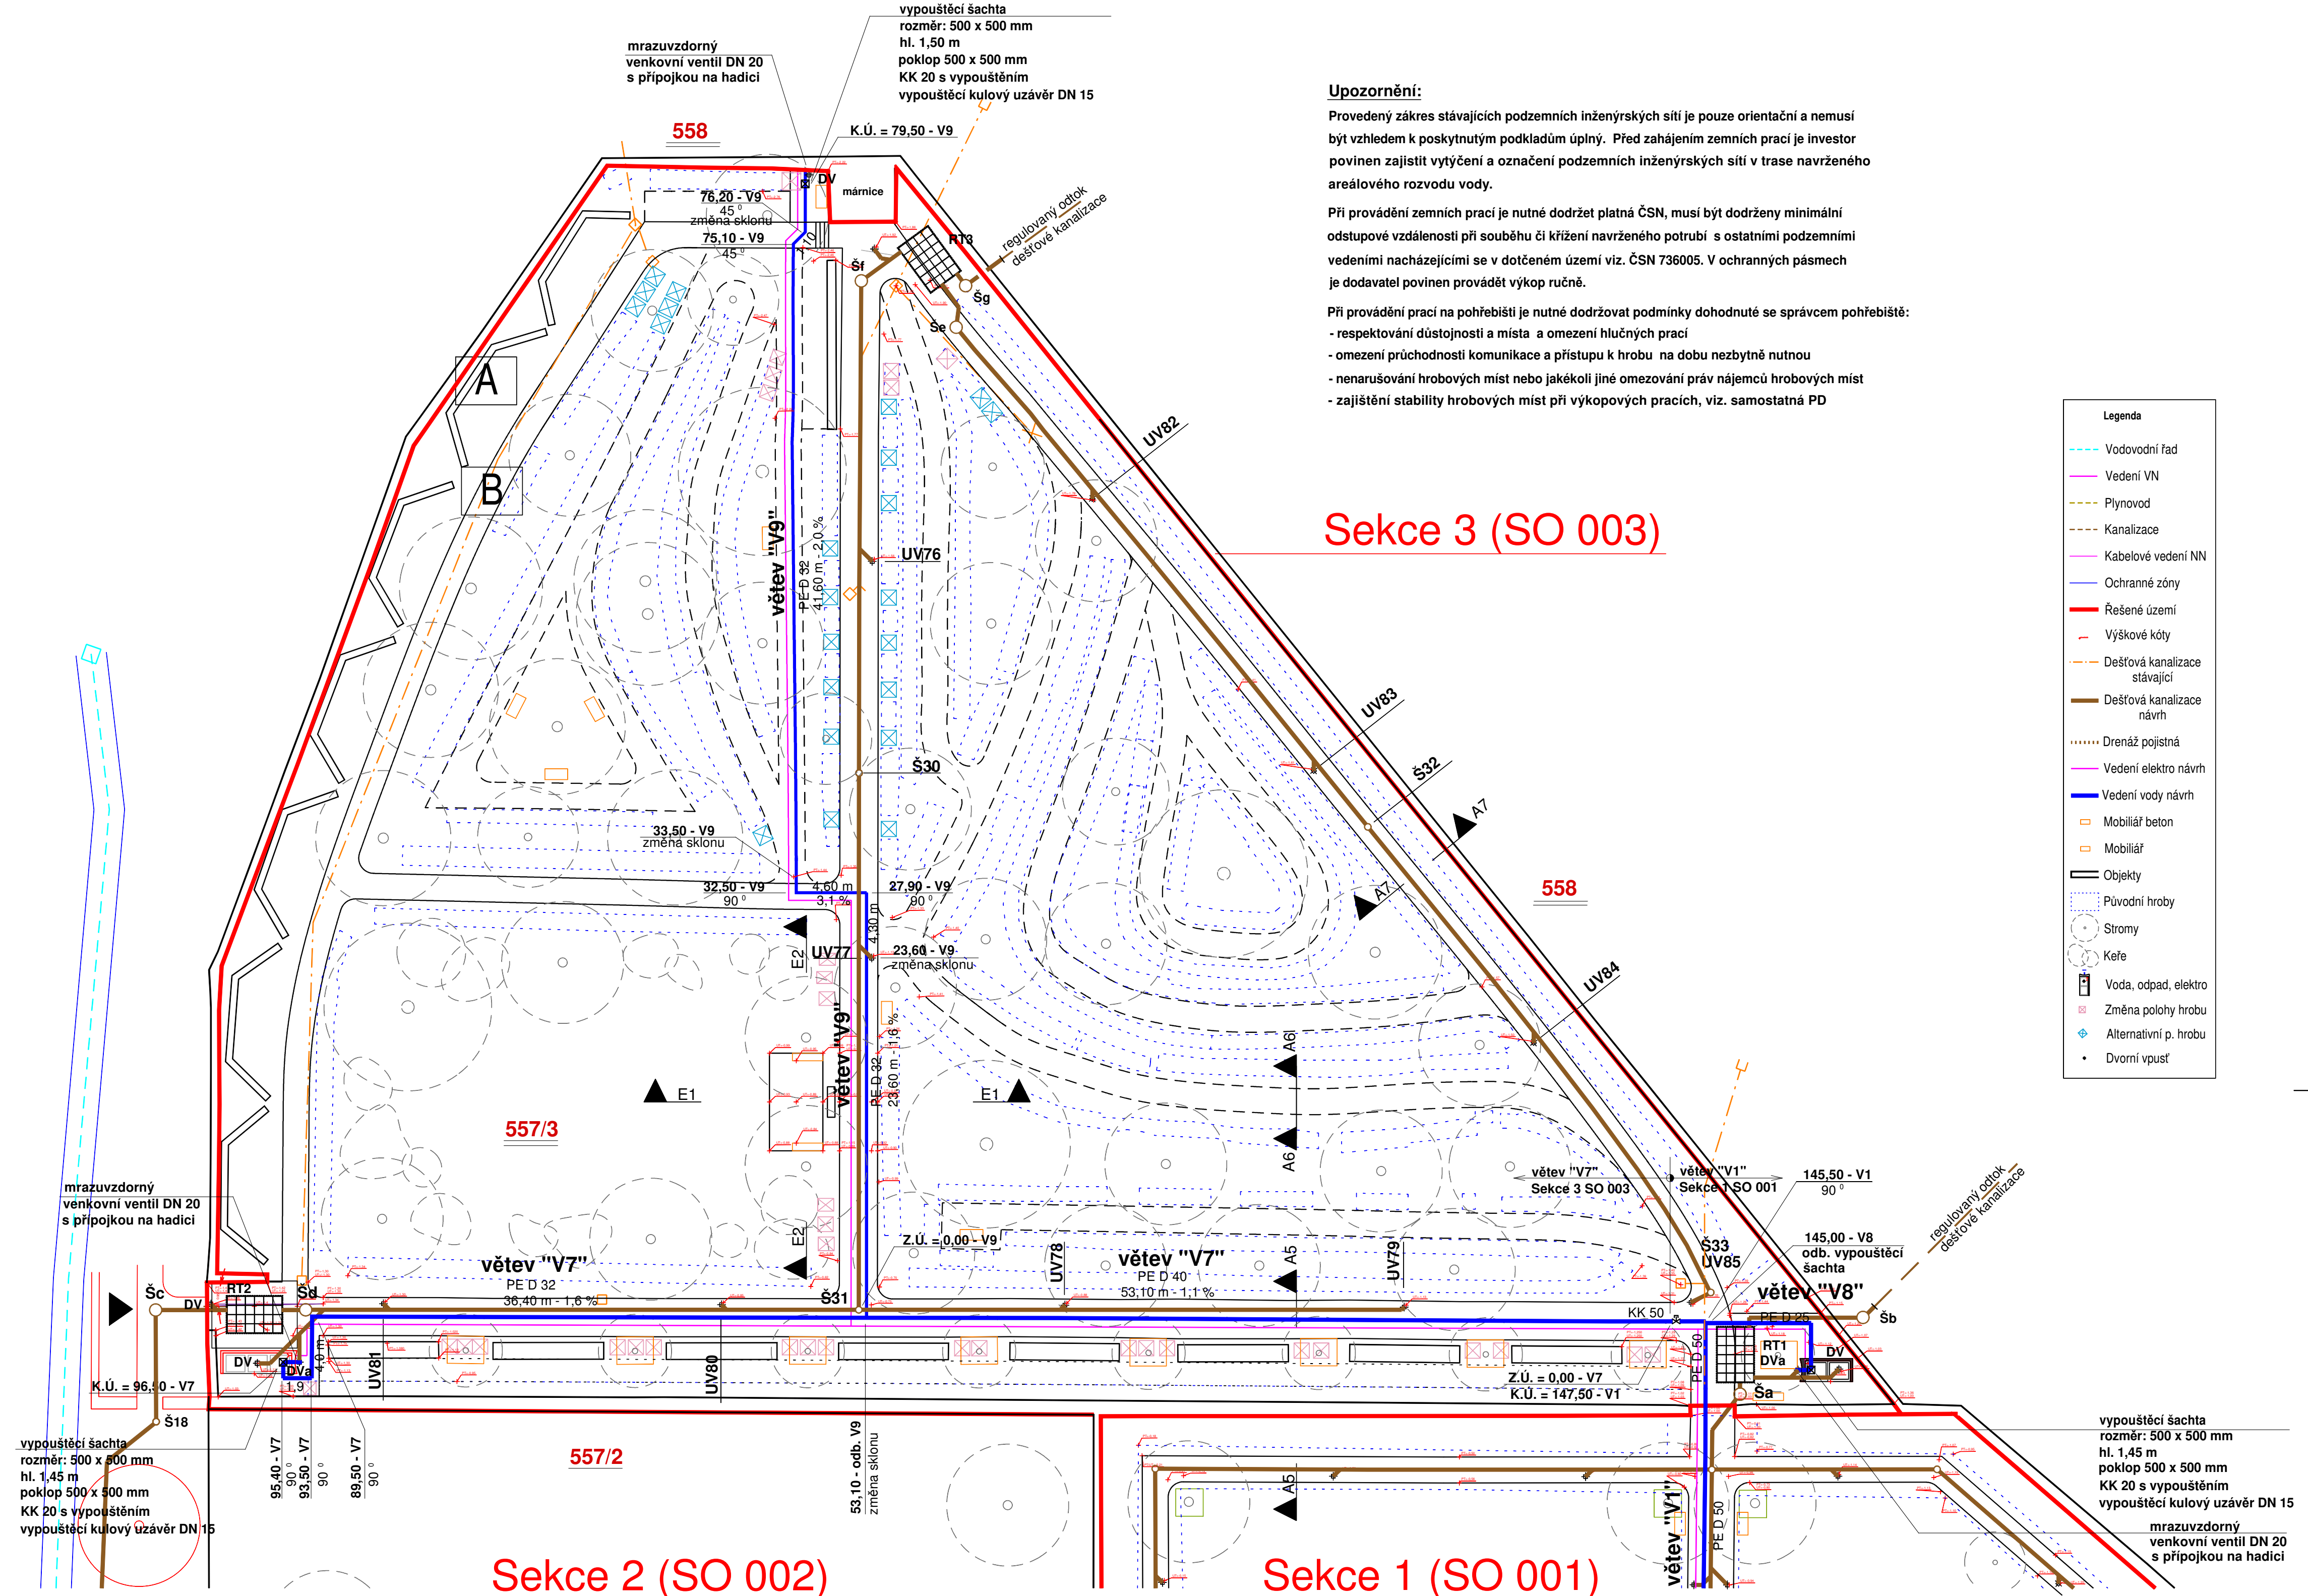 vypouštěcí šachta
rozměr: 500 x 500 mm
hl. 1,50 m
poklop 500 x 500 mm
KK 20 s vypouštěním
vypouštěcí kulový uzávěr DN 15
mrazuvzdorný
venkovní ventil DN 20
s přípojkou na hadici
558
K.Ú. = 79,50 - V9
DV
márnice
76,20 - V9
45 0
změna sklonu
75,10 - V9
45 0
1,10
RT3
regulovaný odtok
dešťové kanalizace
Šf
Šg
Še
Upozornění:
Provedený zákres stávajících podzemních inženýrských sítí je pouze orientační a nemusí
být vzhledem k poskytnutým podkladům úplný. Před zahájením zemních prací je investor
povinen zajistit vytýčení a označení podzemních inženýrských sítí v trase navrženého
areálového rozvodu vody.
Při provádění zemních prací je nutné dodržet platná ČSN, musí být dodrženy minimální
odstupové vzdálenosti při souběhu či křížení navrženého potrubí s ostatními podzemními
vedeními nacházejícími se v dotčeném území viz. ČSN 736005. V ochranných pásmech
je dodavatel povinen provádět výkop ručně.
Při provádění prací na pohřebišti je nutné dodržovat podmínky dohodnuté se správcem pohřebiště:
- respektování důstojnosti a místa a omezení hlučných prací
- omezení průchodnosti komunikace a přístupu k hrobu na dobu nezbytně nutnou
- nenarušování hrobových míst nebo jakékoli jiné omezování práv nájemců hrobových míst
- zajištění stability hrobových míst při výkopových pracích, viz. samostatná PD
A
B
UV82
Sekce 3 (SO 003)
Legenda
Vodovodní řad
Vedení VN
Plynovod
Kanalizace
Kabelové vedení NN
Ochranné zóny
Řešené území
Výškové kóty
Dešťová kanalizace
stávající
Dešťová kanalizace
návrh
Drenáž pojistná
Vedení elektro návrh
Vedení vody návrh
Mobiliář beton
Mobiliář
Objekty
Původní hroby
Stromy
Keře
Voda, odpad, elektro
Změna polohy hrobu
Alternativní p. hrobu
Dvorní vpusť
větev "V9"
PE D 32
41,60 m - 2,0 %
UV76
UV83
Š30
Š32
A7
A7
33,50 - V9
změna sklonu
32,50 - V9
90 0
4,60 m
3,1 %
27,90 - V9
90 0
558
4,30 m
E2
UV77
23,60 - V9
změna sklonu
UV84
větev "V9"
PE D 32
23,60 m - 1,6 %
A6
A6
E1
E1
557/3
mrazuvzdorný
venkovní ventil DN 20
s přípojkou na hadici
větev "V7"
Sekce 3 SO 003
větev "V1"
Sekce 1 SO 001
145,50 - V1
90 0
regulovaný odtok
dešťové kanalizace
E2
Z.Ú. = 0,00 - V9
UV78
A5
UV79
Š33
UV85
145,00 - V8
odb. vypouštěcí
šachta
větev "V7"
PE D 32
36,40 m - 1,6 %
větev "V7"
PE D 40
53,10 m - 1,1 %
větev "V8"
PE D 25
Šc
DV
RT2
Šd
Š31
KK 50
Šb
DV
DVa
4,0 m
1,9
UV81
UV80
PE D 50
RT1
DVa
DV
Ša
K.Ú. = 96,50 - V7
Z.Ú. = 0,00 - V7
K.Ú. = 147,50 - V1
Š18
vypouštěcí šachta
rozměr: 500 x 500 mm
hl. 1,45 m
poklop 500 x 500 mm
KK 20 s vypouštěním
vypouštěcí kulový uzávěr DN 15
95,40 - V7
90 0
93,50 - V7
90 0
89,50 - V7
90 0
557/2
53,10 - odb. V9
změna sklonu
A5
větev "V1"
PE D 50
vypouštěcí šachta
rozměr: 500 x 500 mm
hl. 1,45 m
poklop 500 x 500 mm
KK 20 s vypouštěním
vypouštěcí kulový uzávěr DN 15
mrazuvzdorný
venkovní ventil DN 20
s přípojkou na hadici
Sekce 2 (SO 002)
Sekce 1 (SO 001)